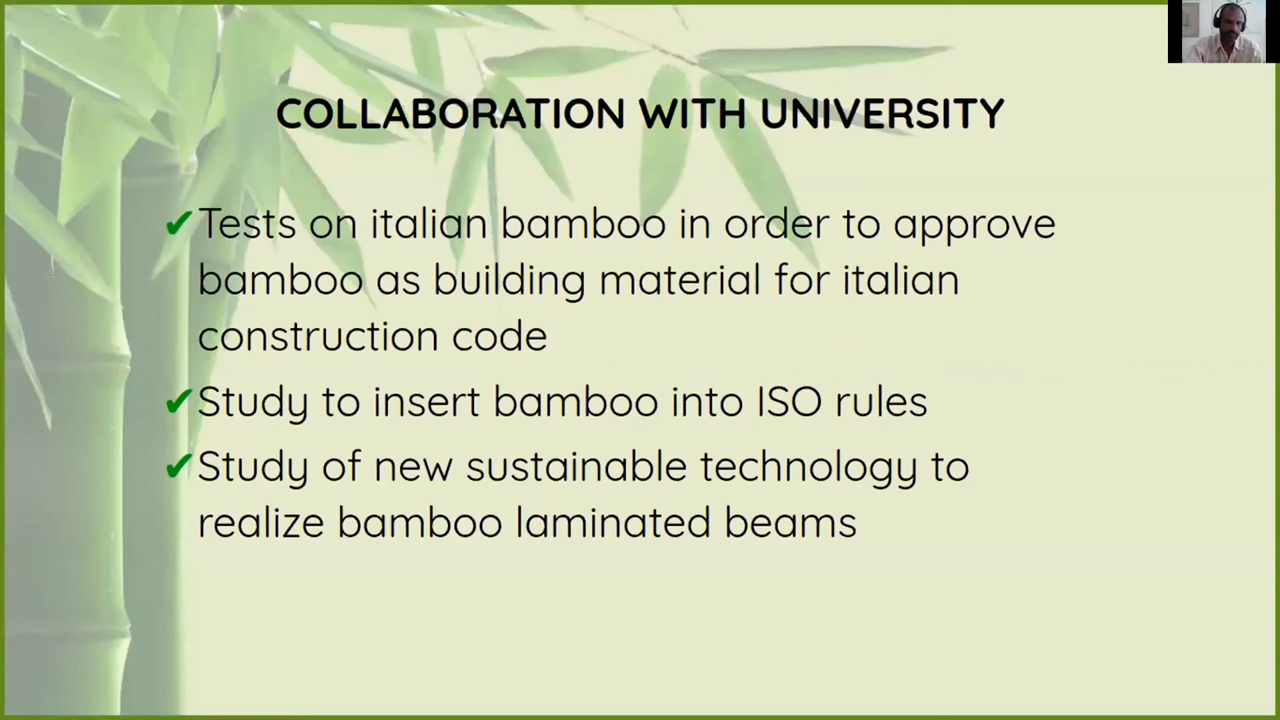 COLLABORATION WITH UNIVERSITY
✔Tests on italian bamboo in order to approve
bamboo as building material for italian
construction code
✔Study to insert bamboo into ISO rules
✔Study of new sustainable technology to
realize bamboo laminated beams